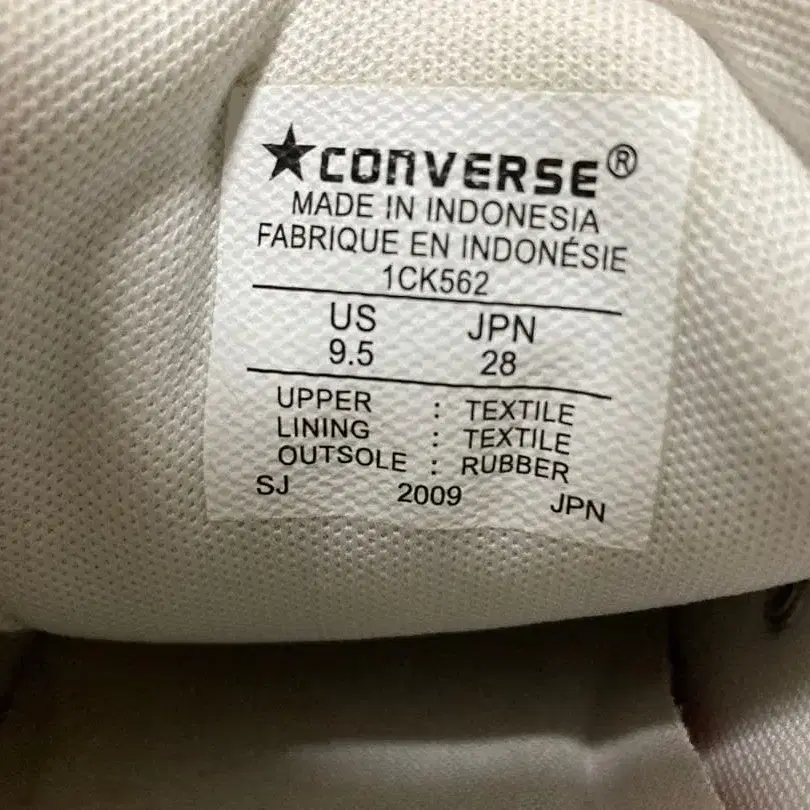 ★CONVERSE®
MADE IN INDONESIA
FABRIQUE EN INDONÉSIE
1CK562
US JPN
9.5 28
UPPER : TEXTILE
LINING : TEXTILE
OUTSOLE : RUBBER
SJ 2009 JPN